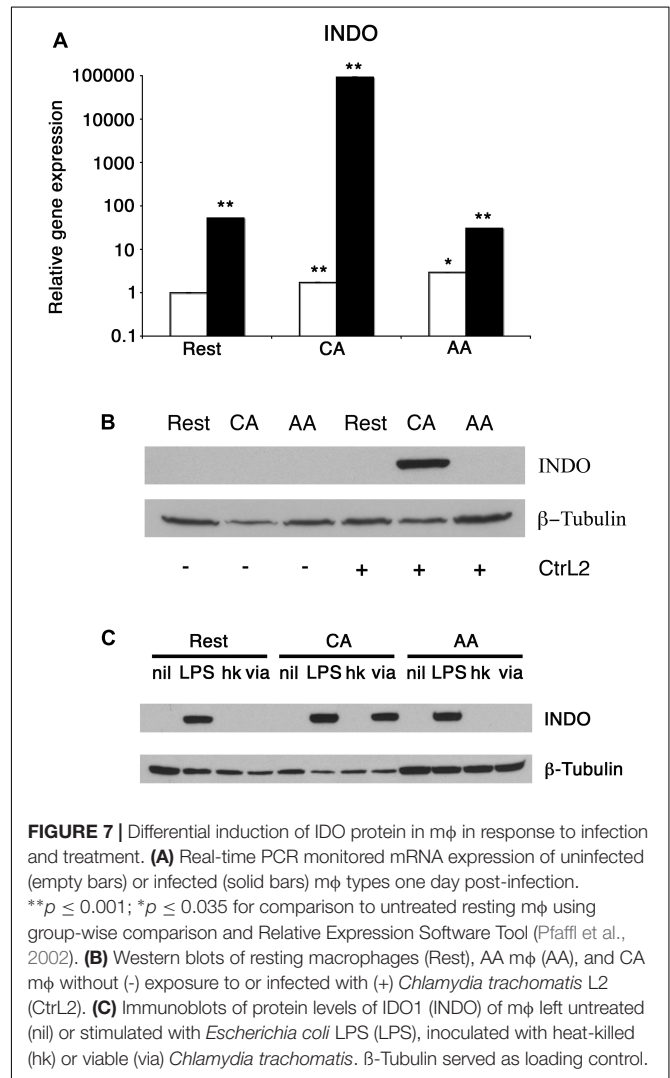 INDO
A
100000
10000
1000
100
10
1
0.1
Relative gene expression
**
**
**
*
**
Rest CA AA
B Rest CA AA Rest CA AA
INDO
β–Tubulin
- - - + + + CtrL2
C Rest CA AA
nil LPS hk via nil LPS hk via nil LPS hk via
INDO
β-Tubulin
FIGURE 7 | Differential induction of IDO protein in mϕ in response to infection
and treatment. (A) Real-time PCR monitored mRNA expression of uninfected
(empty bars) or infected (solid bars) mϕ types one day post-infection.
**p ≤ 0.001; *p ≤ 0.035 for comparison to untreated resting mϕ using
group-wise comparison and Relative Expression Software Tool (Pfaffl et al.,
2002). (B) Western blots of resting macrophages (Rest), AA mϕ (AA), and CA
mϕ without (-) exposure to or infected with (+) Chlamydia trachomatis L2
(CtrL2). (C) Immunoblots of protein levels of IDO1 (INDO) of mϕ left untreated
(nil) or stimulated with Escherichia coli LPS (LPS), inoculated with heat-killed
(hk) or viable (via) Chlamydia trachomatis. ß-Tubulin served as loading control.